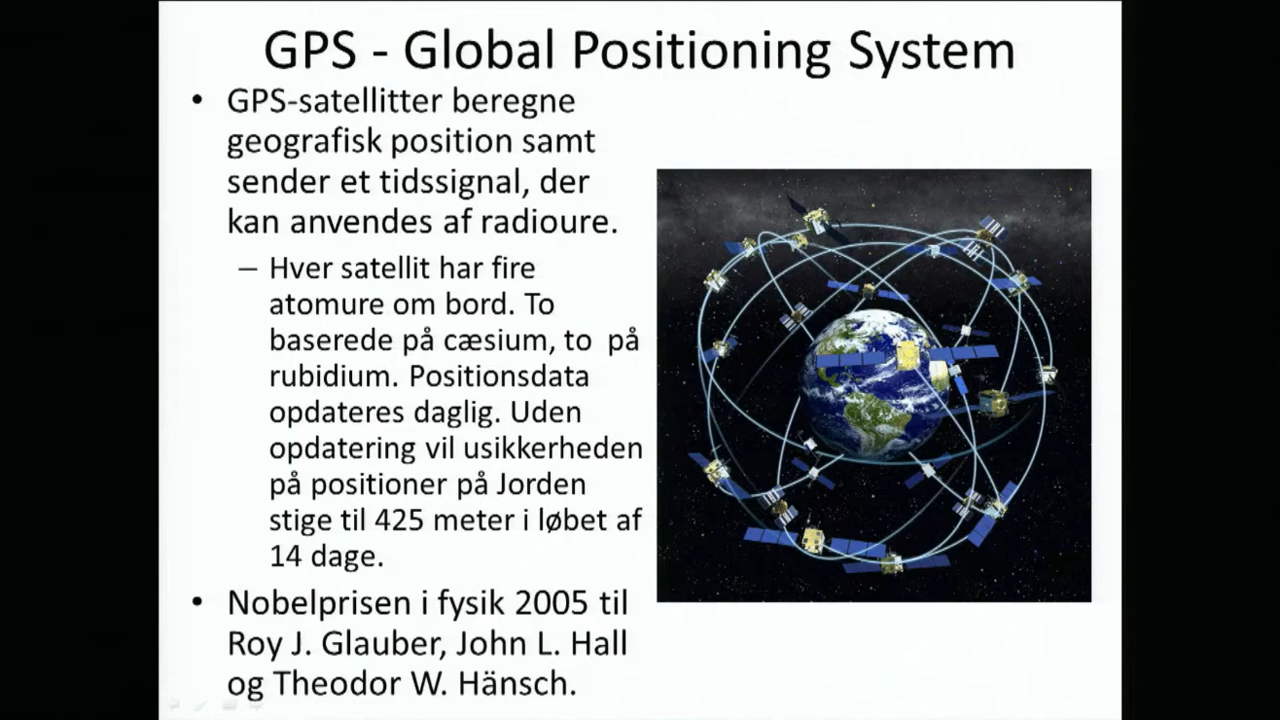 GPS - Global Positioning System
• GPS-satellitter beregne
geografisk position samt
sender et tidssignal, der
kan anvendes af radioure.
– Hver satellit har fire
atomure om bord. To
baserede på cæsium, to på
rubidium. Positionsdata
opdateres daglig. Uden
opdatering vil usikkerheden
på positioner på Jorden
stige til 425 meter i løbet af
14 dage.
• Nobelprisen i fysik 2005 til
Roy J. Glauber, John L. Hall
og Theodor W. Hänsch.